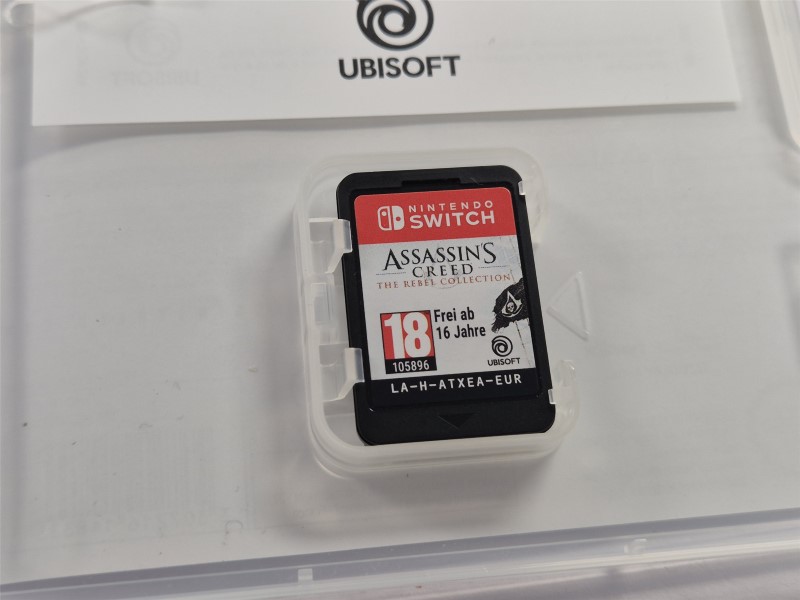 UBISOFT
NINTENDO
SWITCH
ASSASSIN'S
CREED
THE REBEL COLLECTION
18
105896
Frei ab
16 Jahre
UBISOFT
LA-H-ATXEA-EUR